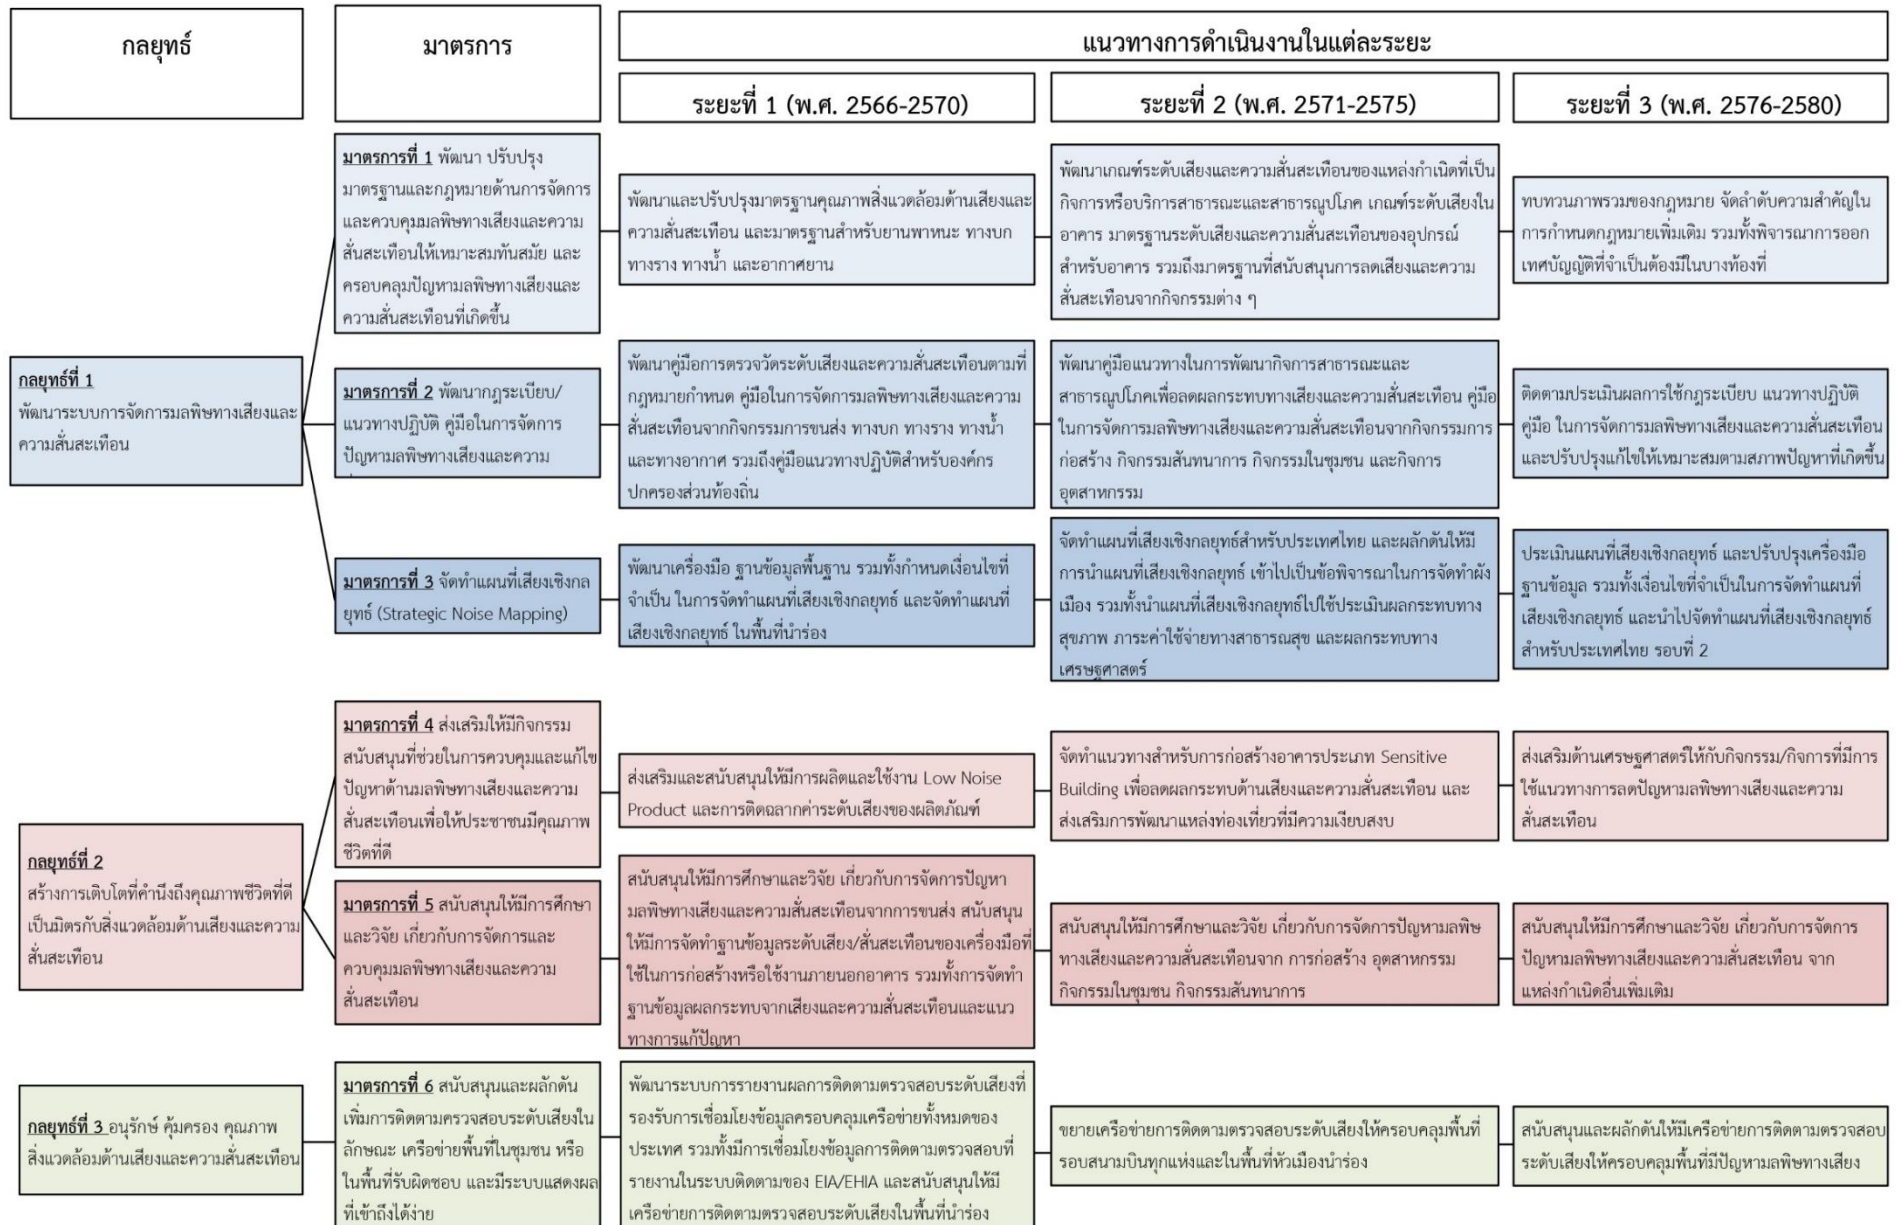 กลยุทธ์
มาตรการ
แนวทางการดำเนินงานในแต่ละระยะ
ระยะที่ 1 (พ.ศ. 2566-2570)
ระยะที่ 2 (พ.ศ. 2571-2575)
ระยะที่ 3 (พ.ศ. 2576-2580)
กลยุทธ์ที่ 1
พัฒนาระบบการจัดการมลพิษทางเสียงและ
ความสั่นสะเทือน
มาตรการที่ 1 พัฒนา ปรับปรุง
มาตรฐานและกฎหมายด้านการจัดการ
และควบคุมมลพิษทางเสียงและความ
สั่นสะเทือนให้เหมาะสมทันสมัย และ
ครอบคลุมปัญหามลพิษทางเสียงและ
ความสั่นสะเทือนที่เกิดขึ้น
พัฒนาและปรับปรุงมาตรฐานคุณภาพสิ่งแวดล้อมด้านเสียงและ
ความสั่นสะเทือน และมาตรฐานสำหรับยานพาหนะ ทางบก
ทางราง ทางน้ำ และอากาศยาน
พัฒนาเกณฑ์ระดับเสียงและความสั่นสะเทือนของแหล่งกำเนิดที่เป็น
กิจการหรือบริการสาธารณะและสาธารณูปโภค เกณฑ์ระดับเสียงใน
อาคาร มาตรฐานระดับเสียงและความสั่นสะเทือนของอุปกรณ์
สำหรับอาคาร รวมถึงมาตรฐานที่สนับสนุนการลดเสียงและความ
สั่นสะเทือนจากกิจกรรมต่าง ๆ
ทบทวนภาพรวมของกฎหมาย จัดลำดับความสำคัญใน
การกำหนดกฎหมายเพิ่มเติม รวมทั้งพิจารณาการออก
เทศบัญญัติที่จำเป็นต้องมีในบางท้องที่
มาตรการที่ 2 พัฒนากฎระเบียบ/
แนวทางปฏิบัติ คู่มือในการจัดการ
ปัญหามลพิษทางเสียงและความ
พัฒนาคู่มือการตรวจวัดระดับเสียงและความสั่นสะเทือนตามที่
กฎหมายกำหนด คู่มือในการจัดการมลพิษทางเสียงและความ
สั่นสะเทือนจากกิจกรรมการขนส่ง ทางบก ทางราง ทางน้ำ
และทางอากาศ รวมถึงคู่มือแนวทางปฏิบัติสำหรับองค์กร
ปกครองส่วนท้องถิ่น
พัฒนาคู่มือแนวทางในการพัฒนากิจการสาธารณะและ
สาธารณูปโภคเพื่อลดผลกระทบทางเสียงและความสั่นสะเทือน คู่มือ
ในการจัดการมลพิษทางเสียงและความสั่นสะเทือนจากกิจกรรมการ
ก่อสร้าง กิจกรรมสันทนาการ กิจกรรมในชุมชน และกิจการ
อุตสาหกรรม
ติดตามประเมินผลการใช้กฎระเบียบ แนวทางปฏิบัติ
คู่มือ ในการจัดการมลพิษทางเสียงและความสั่นสะเทือน
และปรับปรุงแก้ไขให้เหมาะสมตามสภาพปัญหาที่เกิดขึ้น
มาตรการที่ 3 จัดทำแผนที่เสียงเชิงกล
ยุทธ์ (Strategic Noise Mapping)
พัฒนาเครื่องมือ ฐานข้อมูลพื้นฐาน รวมทั้งกำหนดเงื่อนไขที่
จำเป็น ในการจัดทำแผนที่เสียงเชิงกลยุทธ์ และจัดทำแผนที่
เสียงเชิงกลยุทธ์ ในพื้นที่นำร่อง
จัดทำแผนที่เสียงเชิงกลยุทธ์สำหรับประเทศไทย และผลักดันให้มี
การนำแผนที่เสียงเชิงกลยุทธ์ เข้าไปเป็นข้อพิจารณาในการจัดทำผัง
เมือง รวมทั้งนำแผนที่เสียงเชิงกลยุทธ์ไปใช้ประเมินผลกระทบทาง
สุขภาพ ภาระค่าใช้จ่ายทางสาธารณสุข และผลกระทบทาง
เศรษฐศาสตร์
ประเมินแผนที่เสียงเชิงกลยุทธ์ และปรับปรุงเครื่องมือ
ฐานข้อมูล รวมทั้งเงื่อนไขที่จำเป็นในการจัดทำแผนที่
เสียงเชิงกลยุทธ์ และนำไปจัดทำแผนที่เสียงเชิงกลยุทธ์
สำหรับประเทศไทย รอบที่ 2
กลยุทธ์ที่ 2
สร้างการเติบโตที่คำนึงถึงคุณภาพชีวิตที่ดี
เป็นมิตรกับสิ่งแวดล้อมด้านเสียงและความ
สั่นสะเทือน
มาตรการที่ 4 ส่งเสริมให้มีกิจกรรม
สนับสนุนที่ช่วยในการควบคุมและแก้ไข
ปัญหาด้านมลพิษทางเสียงและความ
สั่นสะเทือนเพื่อให้ประชาชนมีคุณภาพ
ชีวิตที่ดี
ส่งเสริมและสนับสนุนให้มีการผลิตและใช้งาน Low Noise
Product และการติดฉลากค่าระดับเสียงของผลิตภัณฑ์
จัดทำแนวทางสำหรับการก่อสร้างอาคารประเภท Sensitive
Building เพื่อลดผลกระทบด้านเสียงและความสั่นสะเทือน และ
ส่งเสริมการพัฒนาแหล่งท่องเที่ยวที่มีความเงียบสงบ
ส่งเสริมด้านเศรษฐศาสตร์ให้กับกิจกรรม/กิจการที่มีการ
ใช้แนวทางการลดปัญหามลพิษทางเสียงและความ
สั่นสะเทือน
มาตรการที่ 5 สนับสนุนให้มีการศึกษา
และวิจัย เกี่ยวกับการจัดการและ
ควบคุมมลพิษทางเสียงและความ
สั่นสะเทือน
สนับสนุนให้มีการศึกษาและวิจัย เกี่ยวกับการจัดการปัญหา
มลพิษทางเสียงและความสั่นสะเทือนจากการขนส่ง สนับสนุน
ให้มีการจัดทำฐานข้อมูลระดับเสียง/สั่นสะเทือนของเครื่องมือที่
ใช้ในการก่อสร้างหรือใช้งานภายนอกอาคาร รวมทั้งการจัดทำ
ฐานข้อมูลผลกระทบจากเสียงและความสั่นสะเทือนและแนว
ทางการแก้ปัญหา
สนับสนุนให้มีการศึกษาและวิจัย เกี่ยวกับการจัดการปัญหามลพิษ
ทางเสียงและความสั่นสะเทือนจาก การก่อสร้าง อุตสาหกรรม
กิจกรรมในชุมชน กิจกรรมสันทนาการ
สนับสนุนให้มีการศึกษาและวิจัย เกี่ยวกับการจัดการ
ปัญหามลพิษทางเสียงและความสั่นสะเทือน จาก
แหล่งกำเนิดอื่นเพิ่มเติม
กลยุทธ์ที่ 3 อนุรักษ์ คุ้มครอง คุณภาพ
สิ่งแวดล้อมด้านเสียงและความสั่นสะเทือน
มาตรการที่ 6 สนับสนุนและผลักดัน
เพิ่มการติดตามตรวจสอบระดับเสียงใน
ลักษณะ เครือข่ายพื้นที่ในชุมชน หรือ
ในพื้นที่รับผิดชอบ และมีระบบแสดงผล
ที่เข้าถึงได้ง่าย
พัฒนาระบบการรายงานผลการติดตามตรวจสอบระดับเสียงที่
รองรับการเชื่อมโยงข้อมูลครอบคลุมเครือข่ายทั้งหมดของ
ประเทศ รวมทั้งมีการเชื่อมโยงข้อมูลการติดตามตรวจสอบที่
รายงานในระบบติดตามของ EIA/EHIA และสนับสนุนให้มี
เครือข่ายการติดตามตรวจสอบระดับเสียงในพื้นที่นำร่อง
ขยายเครือข่ายการติดตามตรวจสอบระดับเสียงให้ครอบคลุมพื้นที่
รอบสนามบินทุกแห่งและในพื้นที่หัวเมืองนำร่อง
สนับสนุนและผลักดันให้มีเครือข่ายการติดตามตรวจสอบ
ระดับเสียงให้ครอบคลุมพื้นที่มีปัญหามลพิษทางเสียง